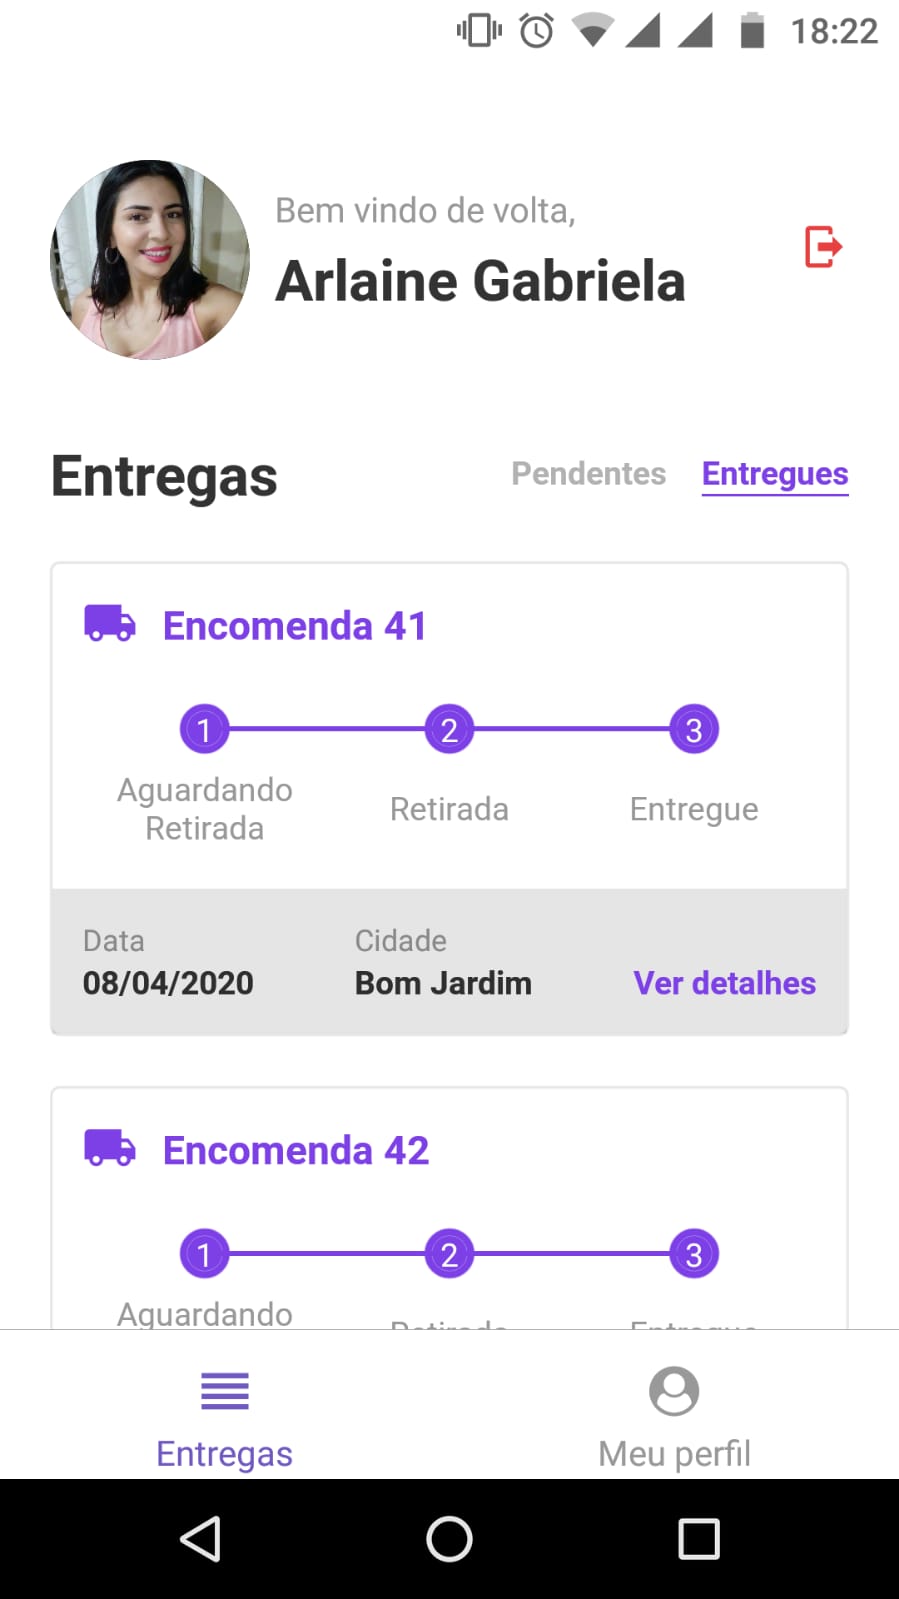 18:22
Bem vindo de volta,
Arlaine Gabriela
Entregas
Pendentes
Entregues
Encomenda 41
1
2
3
Aguardando
Retirada
Retirada
Entregue
Data
Cidade
08/04/2020
Bom Jardim
Ver detalhes
Encomenda 42
1
2
3
Aguardando
Entregas
Meu perfil